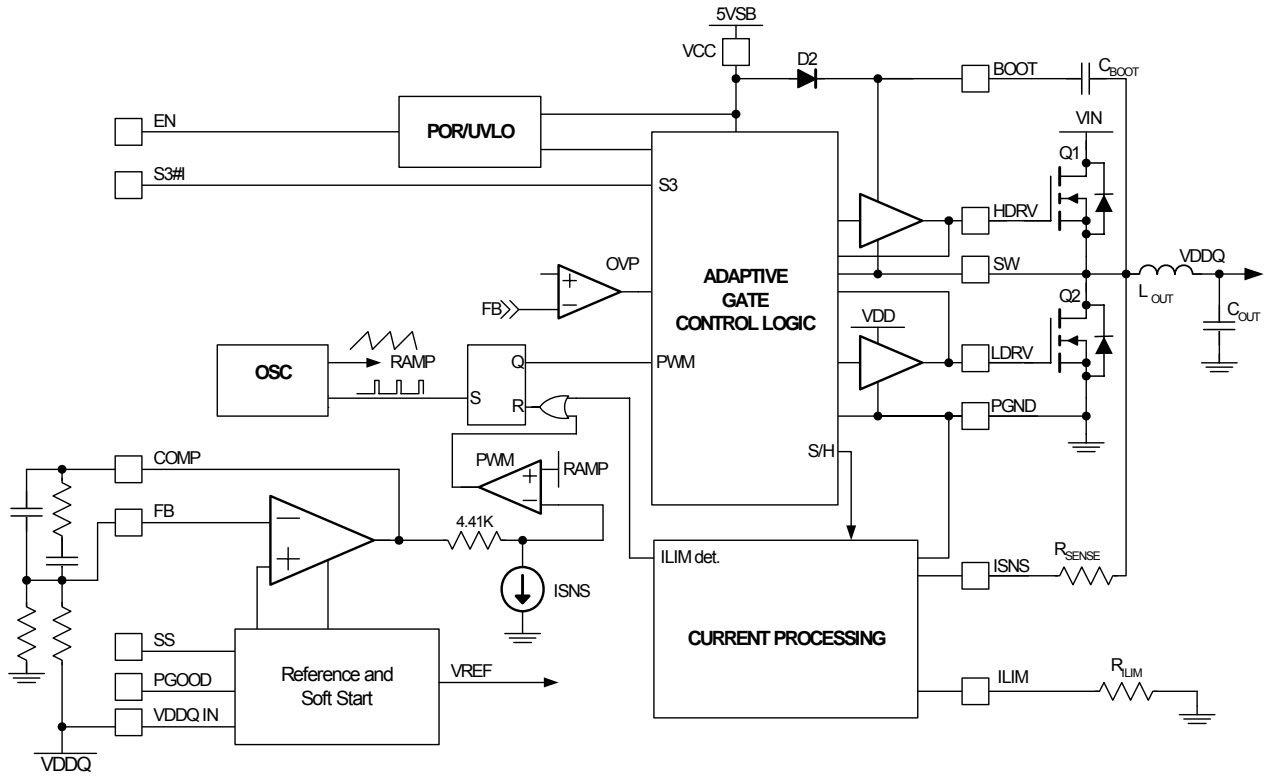 5VSB
VCC
D2
BOOT
CBOOT
EN
POR/UVLO
VIN
Q1
S3#I
S3
HDRV
OVP
ADAPTIVE
GATE
CONTROL LOGIC
SW
VDDQ
LOUT
FB
+
−
Q2
COUT
VDD
OSC
RAMP
Q
PWM
LDRV
S
R
PGND
S/H
COMP
PWM
+
−
RAMP
FB
−
+
4.41K
ILIM det.
ISNS
RSENSE
ISNS
CURRENT PROCESSING
SS
Reference and
Soft Start
VREF
PGOOD
ILIM
RILIM
VDDQ IN
VDDQ